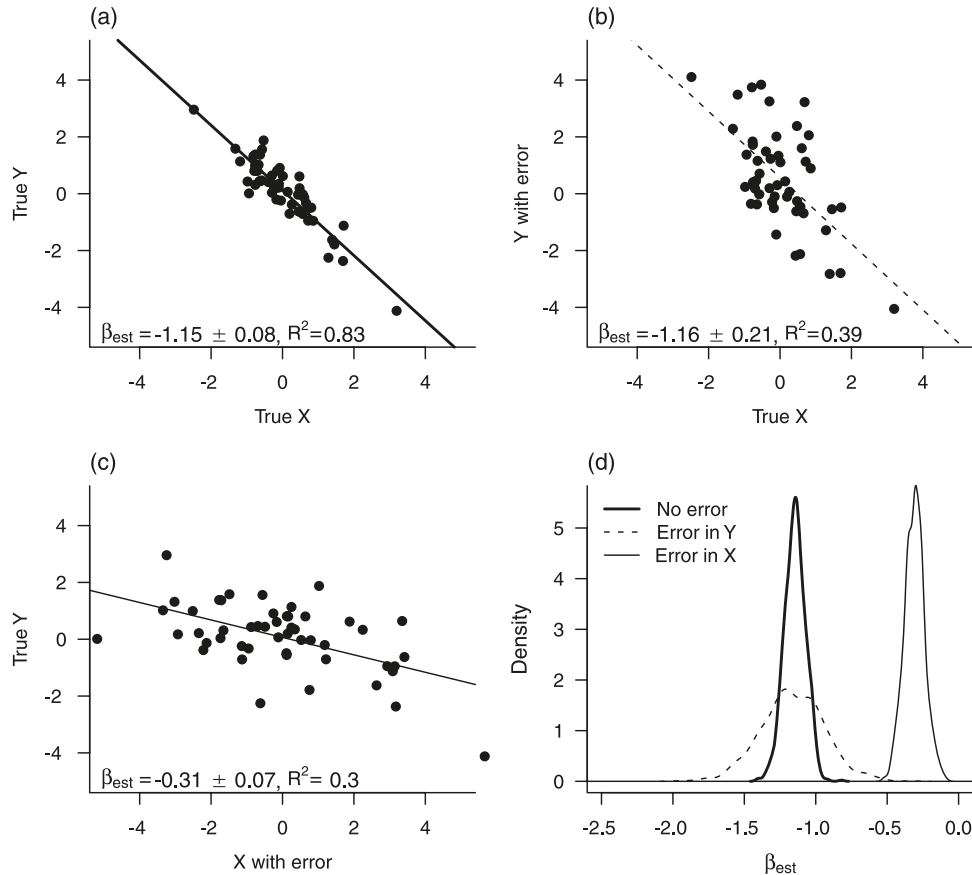 (a)
True Y
4
2
0
-2
-4
βest = -1.15 ± 0.08, R2=0.83
-4 -2 0 2 4
True X
(b)
Y with error
4
2
0
-2
-4
βest = -1.16 ± 0.21, R2=0.39
-4 -2 0 2 4
True X
(c)
True Y
4
2
0
-2
-4
βest = -0.31 ± 0.07, R2= 0.3
-4 -2 0 2 4
X with error
(d)
No error
Error in Y
Error in X
Density
5
4
3
2
1
0
-2.5 -2.0 -1.5 -1.0 -0.5 0.0
βest